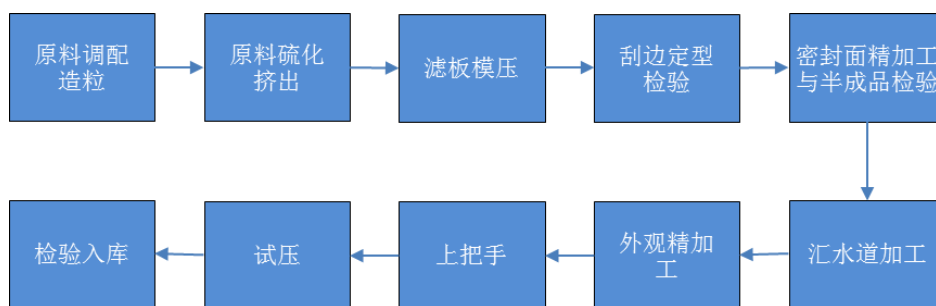 原料调配
造粒
原料硫化
挤出
滤板模压
刮边定型
检验
密封面精加工
与半成品检验
汇水道加工
外观精加
工
上把手
试压
检验入库